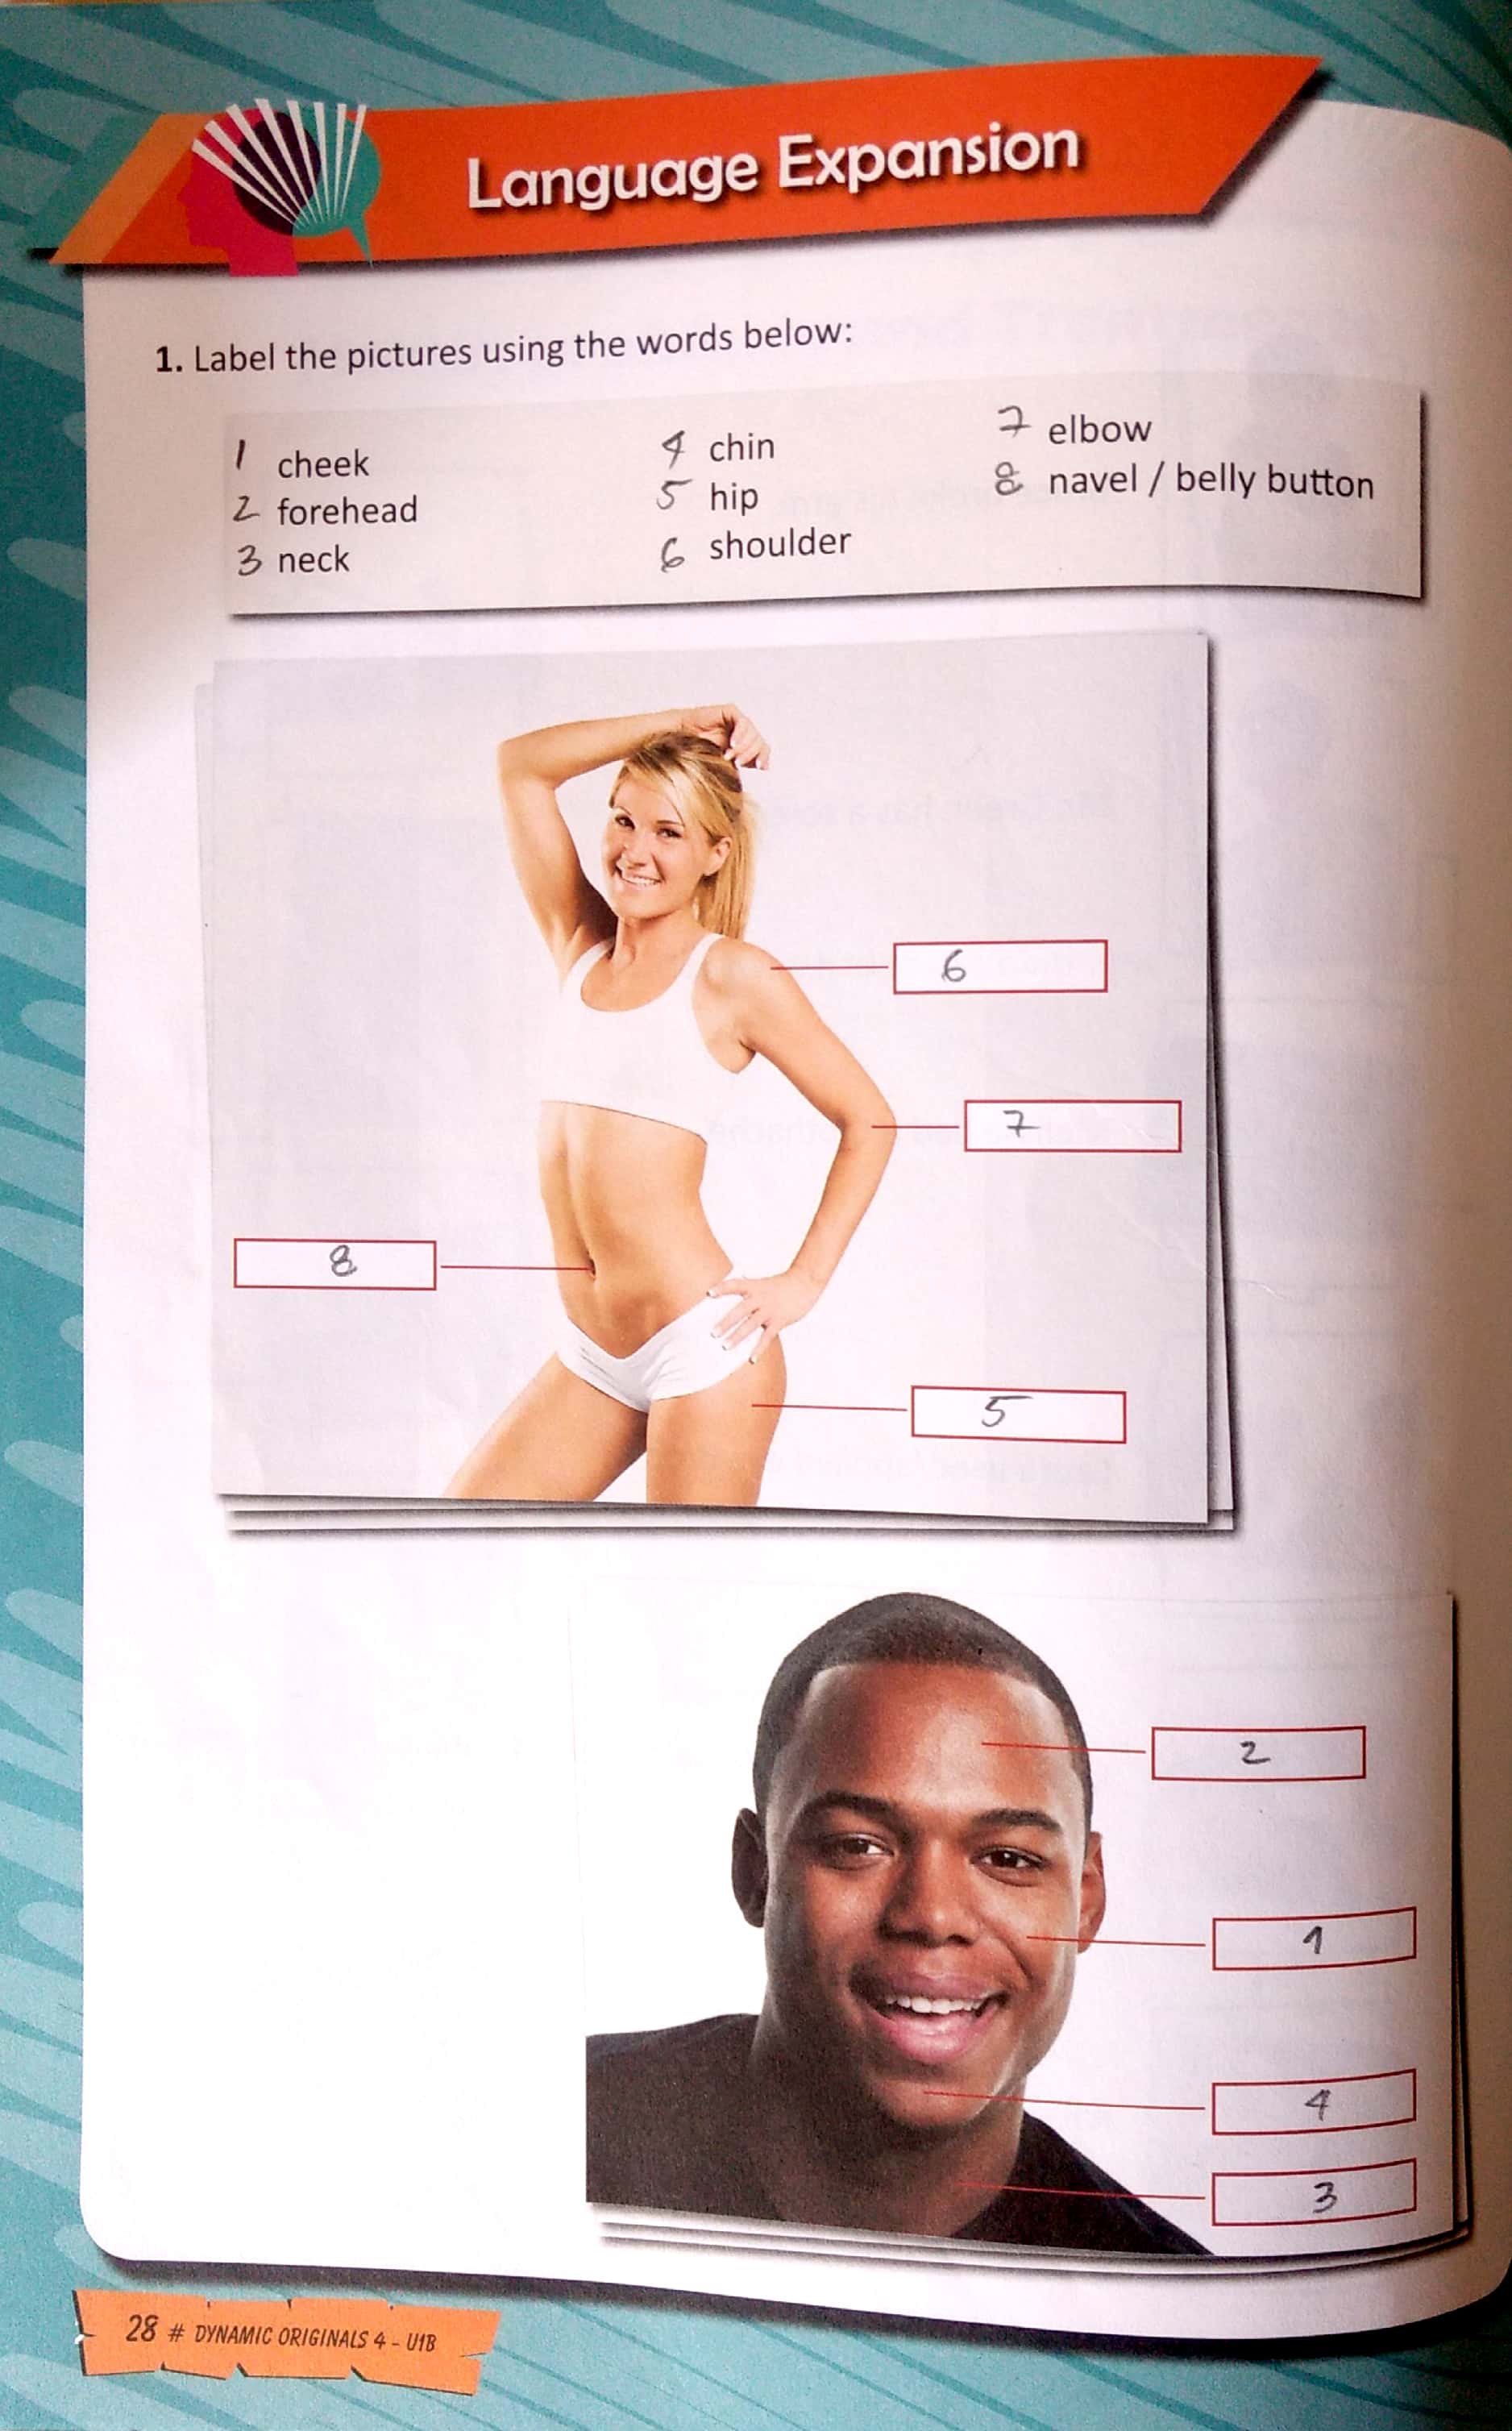 Language Expansion
1. Label the pictures using the words below:
1 cheek
2 forehead
3 neck
4 chin
5 hip
6 shoulder
7 elbow
8 navel / belly button
6
7
8
5
2
1
4
3
28 # DYNAMIC ORIGINALS 4 - U1B